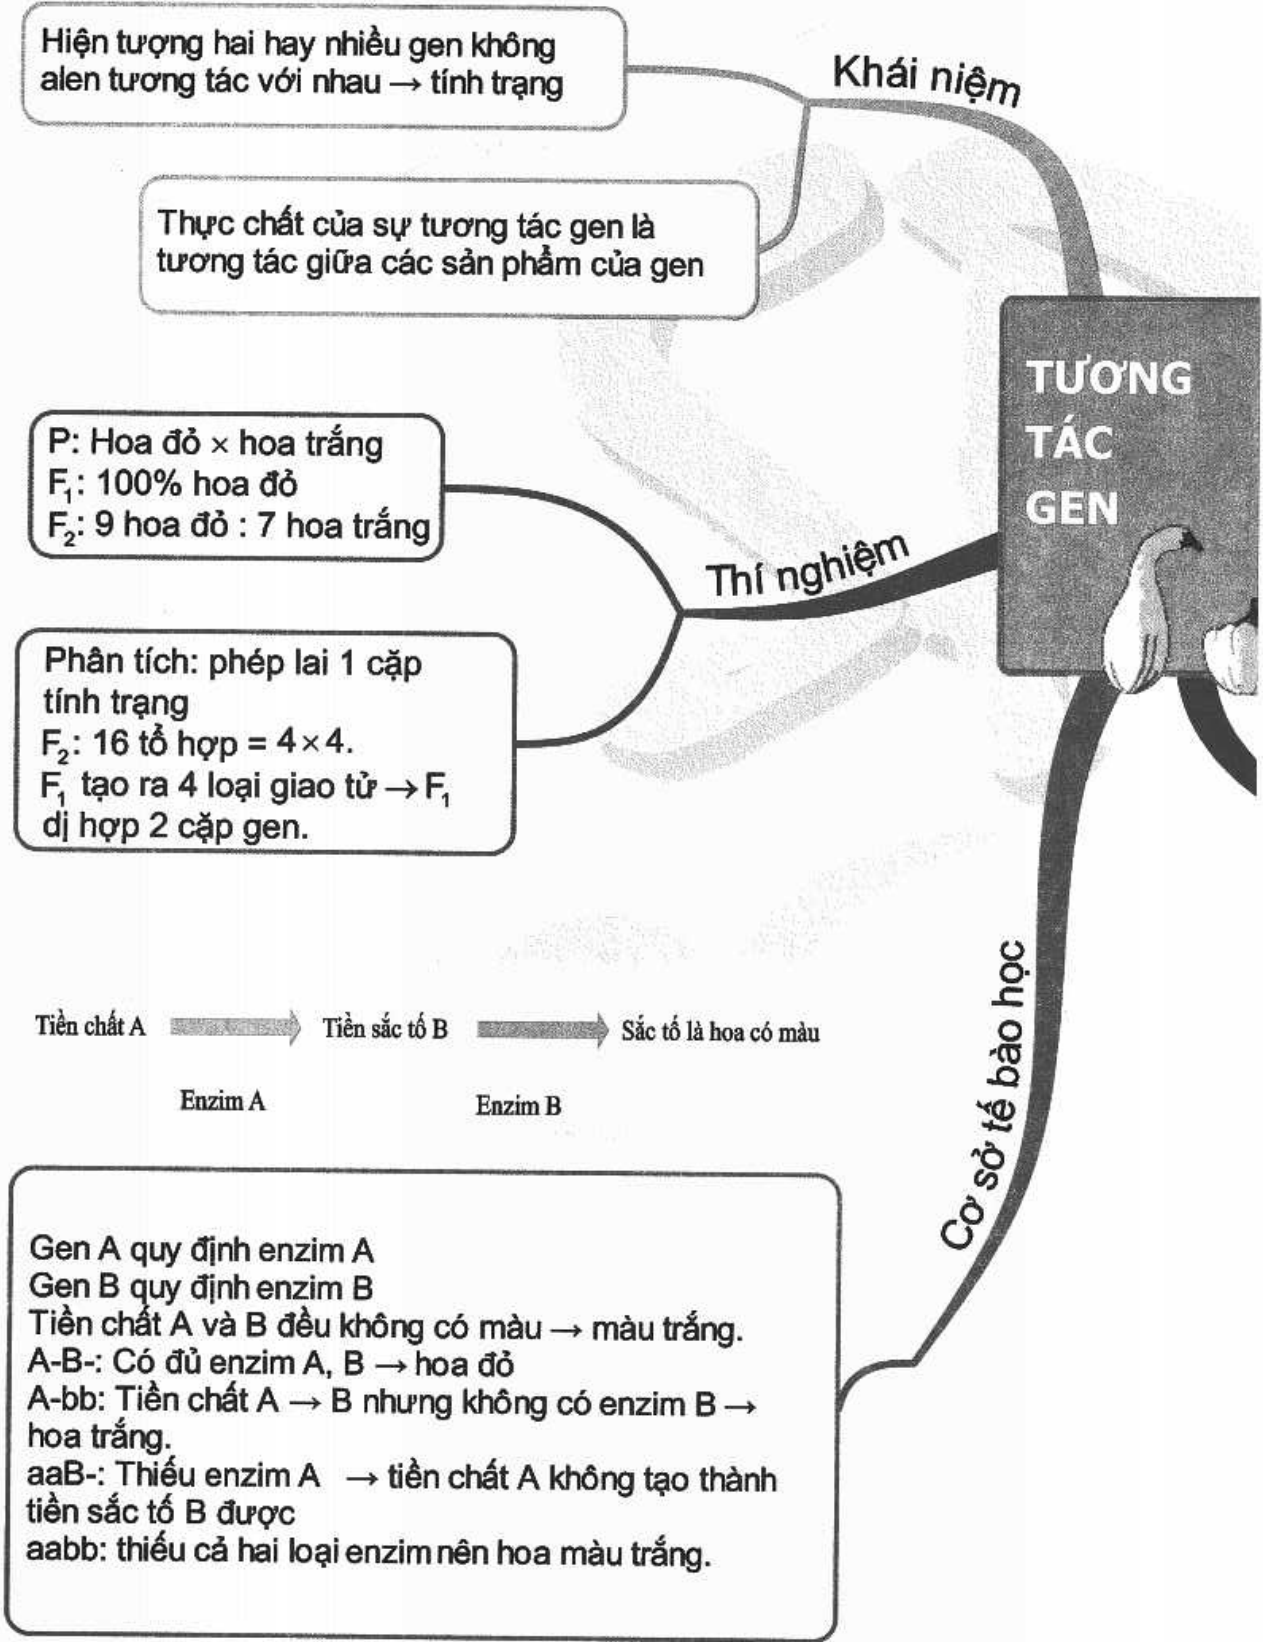 Hiện tượng hai hay nhiều gen không
alen tương tác với nhau → tính trạng
Khái niệm
Thực chất của sự tương tác gen là
tương tác giữa các sản phẩm của gen
TƯƠNG
TÁC
GEN
P: Hoa đỏ × hoa trắng
F₁: 100% hoa đỏ
F₂: 9 hoa đỏ : 7 hoa trắng
Thí nghiệm
Phân tích: phép lai 1 cặp
tính trạng
F₂: 16 tổ hợp = 4×4.
F₁ tạo ra 4 loại giao tử → F₁
dị hợp 2 cặp gen.
Cơ sở tế bào học
Tiền chất A → Tiền sắc tố B → Sắc tố là hoa có màu
Enzim A Enzim B
Gen A quy định enzim A
Gen B quy định enzim B
Tiền chất A và B đều không có màu → màu trắng.
A-B-: Có đủ enzim A, B → hoa đỏ
A-bb: Tiền chất A → B nhưng không có enzim B →
hoa trắng.
aaB-: Thiếu enzim A → tiền chất A không tạo thành
tiền sắc tố B được
aabb: thiếu cả hai loại enzim nên hoa màu trắng.